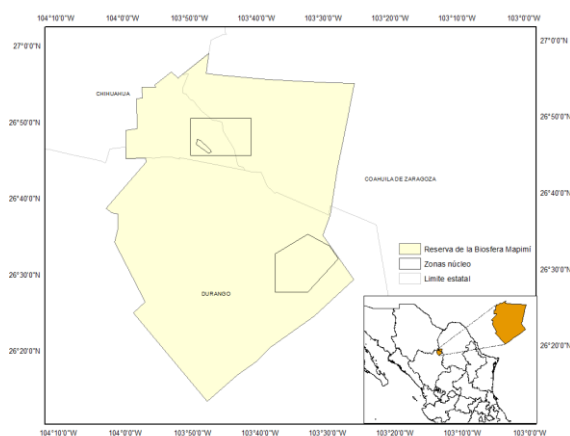 104°10'0"W 104°0'0"W 103°50'0"W 103°40'0"W 103°30'0"W 103°20'0"W 103°10'0"W 103°0'0"W
27°0'0"N 27°0'0"N
CHIHUAHUA
26°50'0"N 26°50'0"N
COAHUILA DE ZARAGOZA
26°40'0"N 26°40'0"N
Reserva de la Biosfera Mapimí
Zonas núcleo
Limite estatal
26°30'0"N 26°30'0"N
DURANGO
26°20'0"N 26°20'0"N
104°10'0"W 104°0'0"W 103°50'0"W 103°40'0"W 103°30'0"W 103°20'0"W 103°10'0"W 103°0'0"W